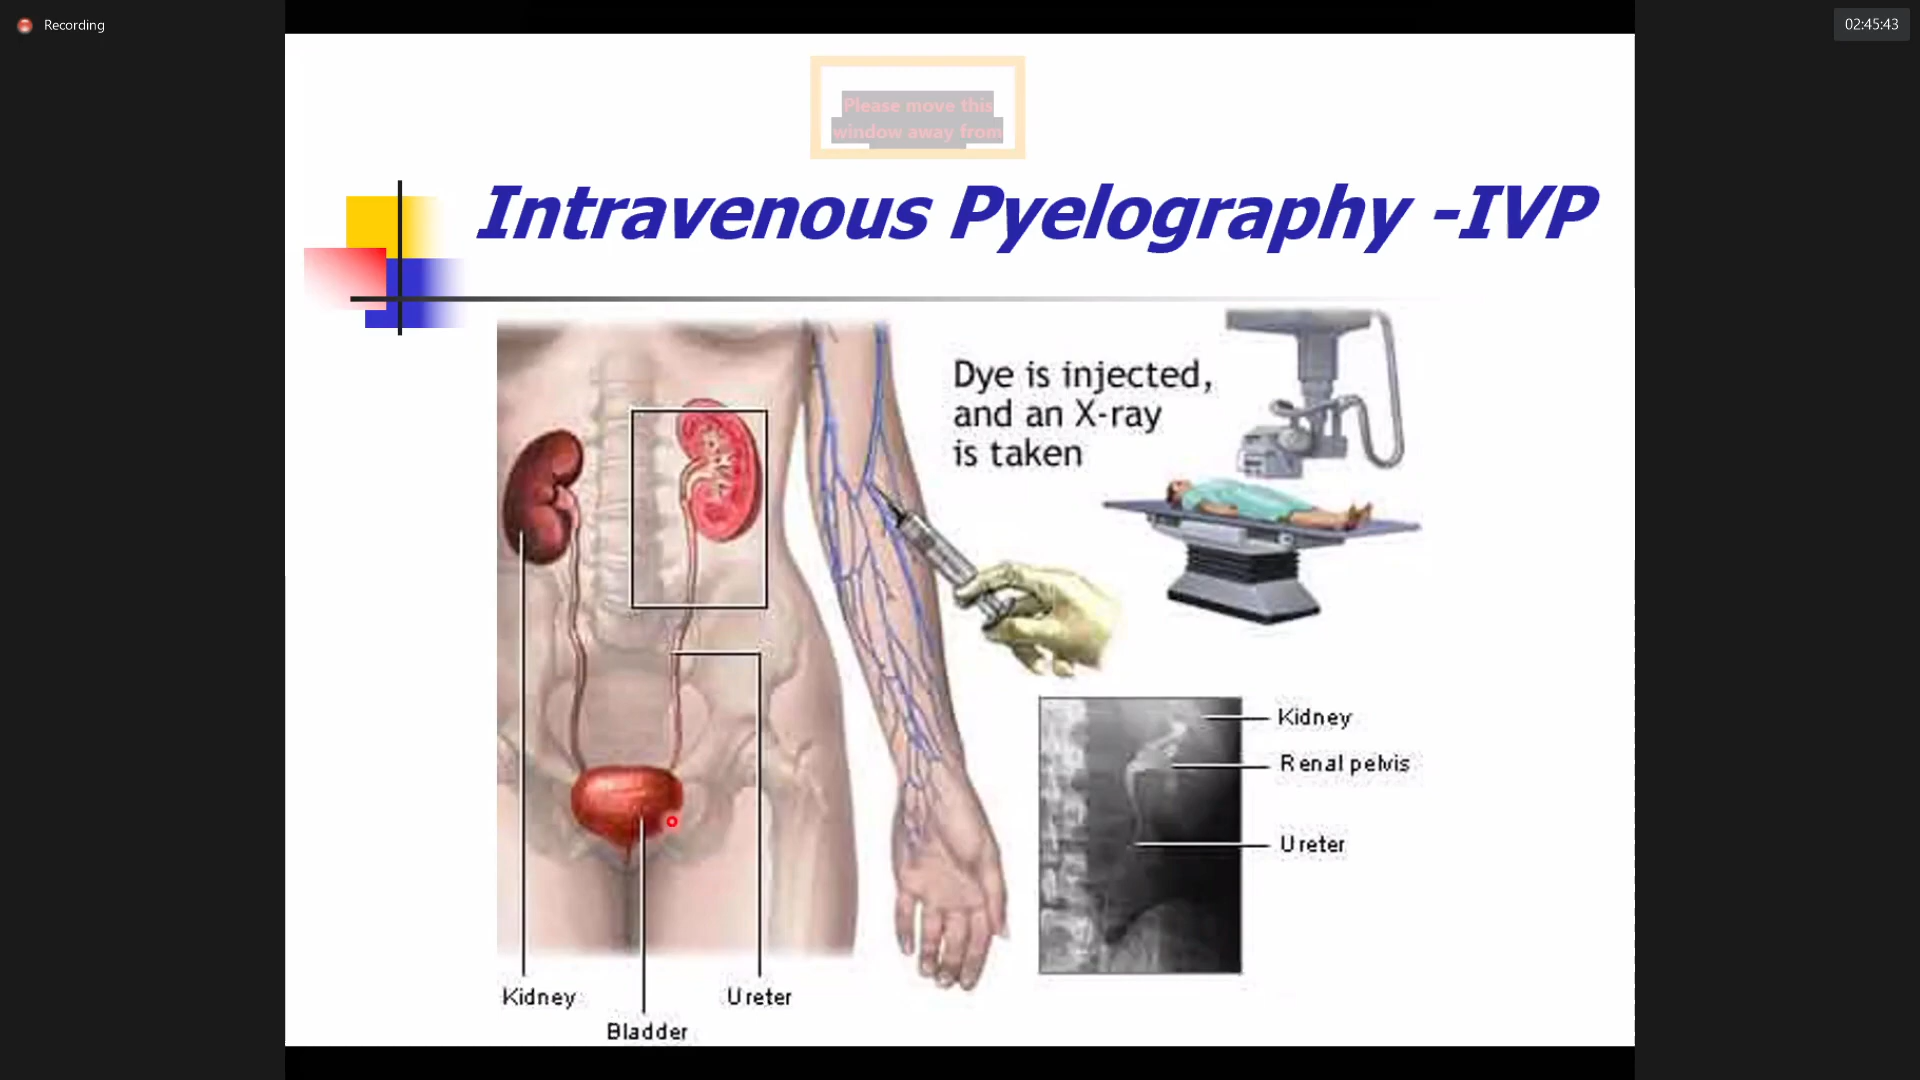 Recording
02:45:43
Please move this
window away from
Intravenous Pyelography -IVP
Dye is injected,
and an X-ray
is taken
Kidney
Renal pelvis
Ureter
Kidney
Ureter
Bladder